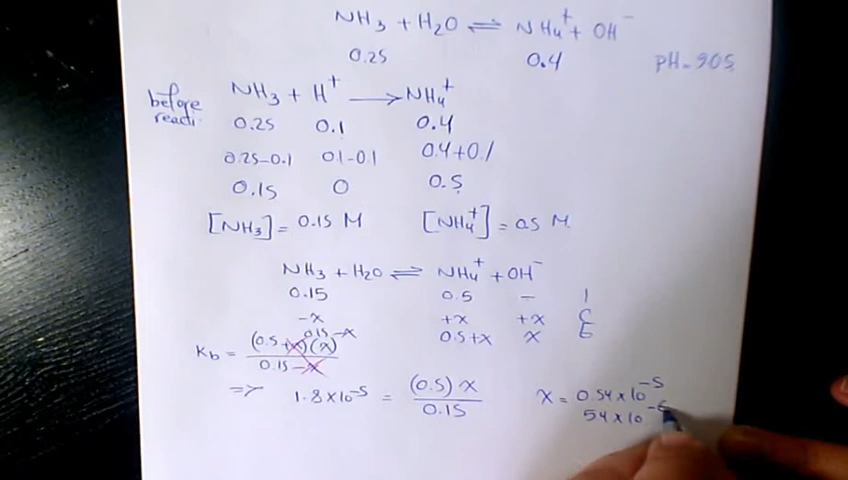 NH₃ + H₂O ⇌ NH₄⁺ + OH⁻
0.25 0.4 pH = 9.05
NH₃ + H⁺ ⟶ NH₄⁺
before
0.25 0.1 0.4
0.25-0.1 0.1-0.1 0.4+0.1
0.15 0 0.5
[NH₃] = 0.15 M [NH₄⁺] = 0.5 M
NH₃ + H₂O ⇌ NH₄⁺ + OH⁻
0.15 0.5 - I
-x +x +x C
0.15-x 0.5+x x E
Kb = (0.5+x)(x) / 0.15-x
=> 1.8×10⁻⁵ = (0.5)x / 0.15 x = 0.54×10⁻⁵
54×10